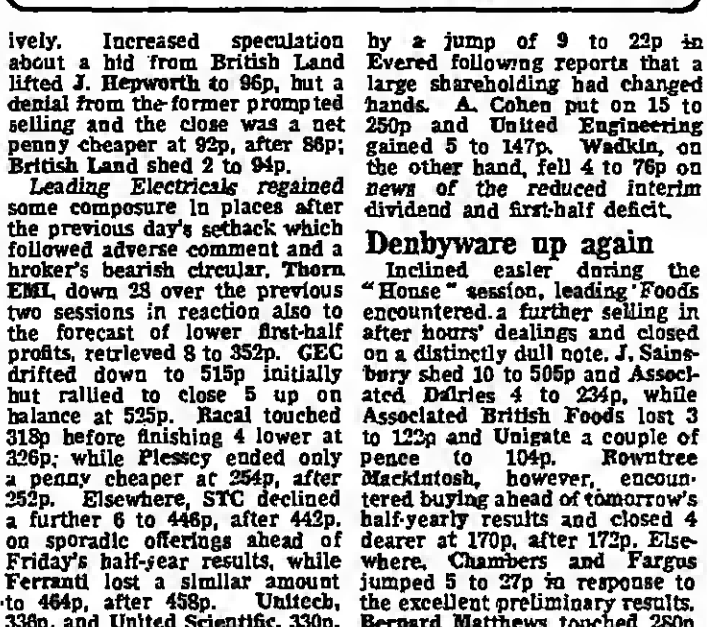 ively. Increased speculation
about a bid from British Land
lifted J. Hepworth to 96p, but a
denial from the former prompted
selling and the close was a net
penny cheaper at 92p, after 86p;
British Land shed 2 to 94p.
Leading Electricals regained
some composure in places after
the previous day's setback which
followed adverse comment and a
broker's bearish circular. Thorn
EMI, down 28 over the previous
two sessions in reaction also to
the forecast of lower first-half
profits, retrieved 8 to 352p. GEC
drifted down to 515p initially
but rallied to close 5 up on
balance at 525p. Racal touched
318p before finishing 4 lower at
326p; while Plessey ended only
a penny cheaper at 254p, after
252p. Elsewhere, STC declined
a further 6 to 446p, after 442p,
on sporadic offerings ahead of
Friday's half-year results, while
Ferranti lost a similar amount
to 464p, after 458p. Unitech,
338p, and United Scientific, 330p,
by a jump of 9 to 22p in
Evered following reports that a
large shareholding had changed
hands. A. Cohen put on 15 to
250p and United Engineering
gained 5 to 147p. Wadkin, on
the other hand, fell 4 to 76p on
news of the reduced interim
dividend and first-half deficit.
Denbyware up again
Inclined easier during the
"House" session, leading Foods
encountered a further selling in
after hours' dealings and closed
on a distinctly dull note. J. Sains-
bury shed 10 to 505p and Associ-
ated Dairies 4 to 234p, while
Associated British Foods lost 3
to 122p and Unigate a couple of
pence to 104p. Rowntree
Mackintosh, however, encoun-
tered buying ahead of tomorrow's
half-yearly results and closed 4
dearer at 170p, after 172p. Else-
where, Chambers and Fargus
jumped 5 to 27p in response to
the excellent preliminary results.
Bernard Matthews touched 280p